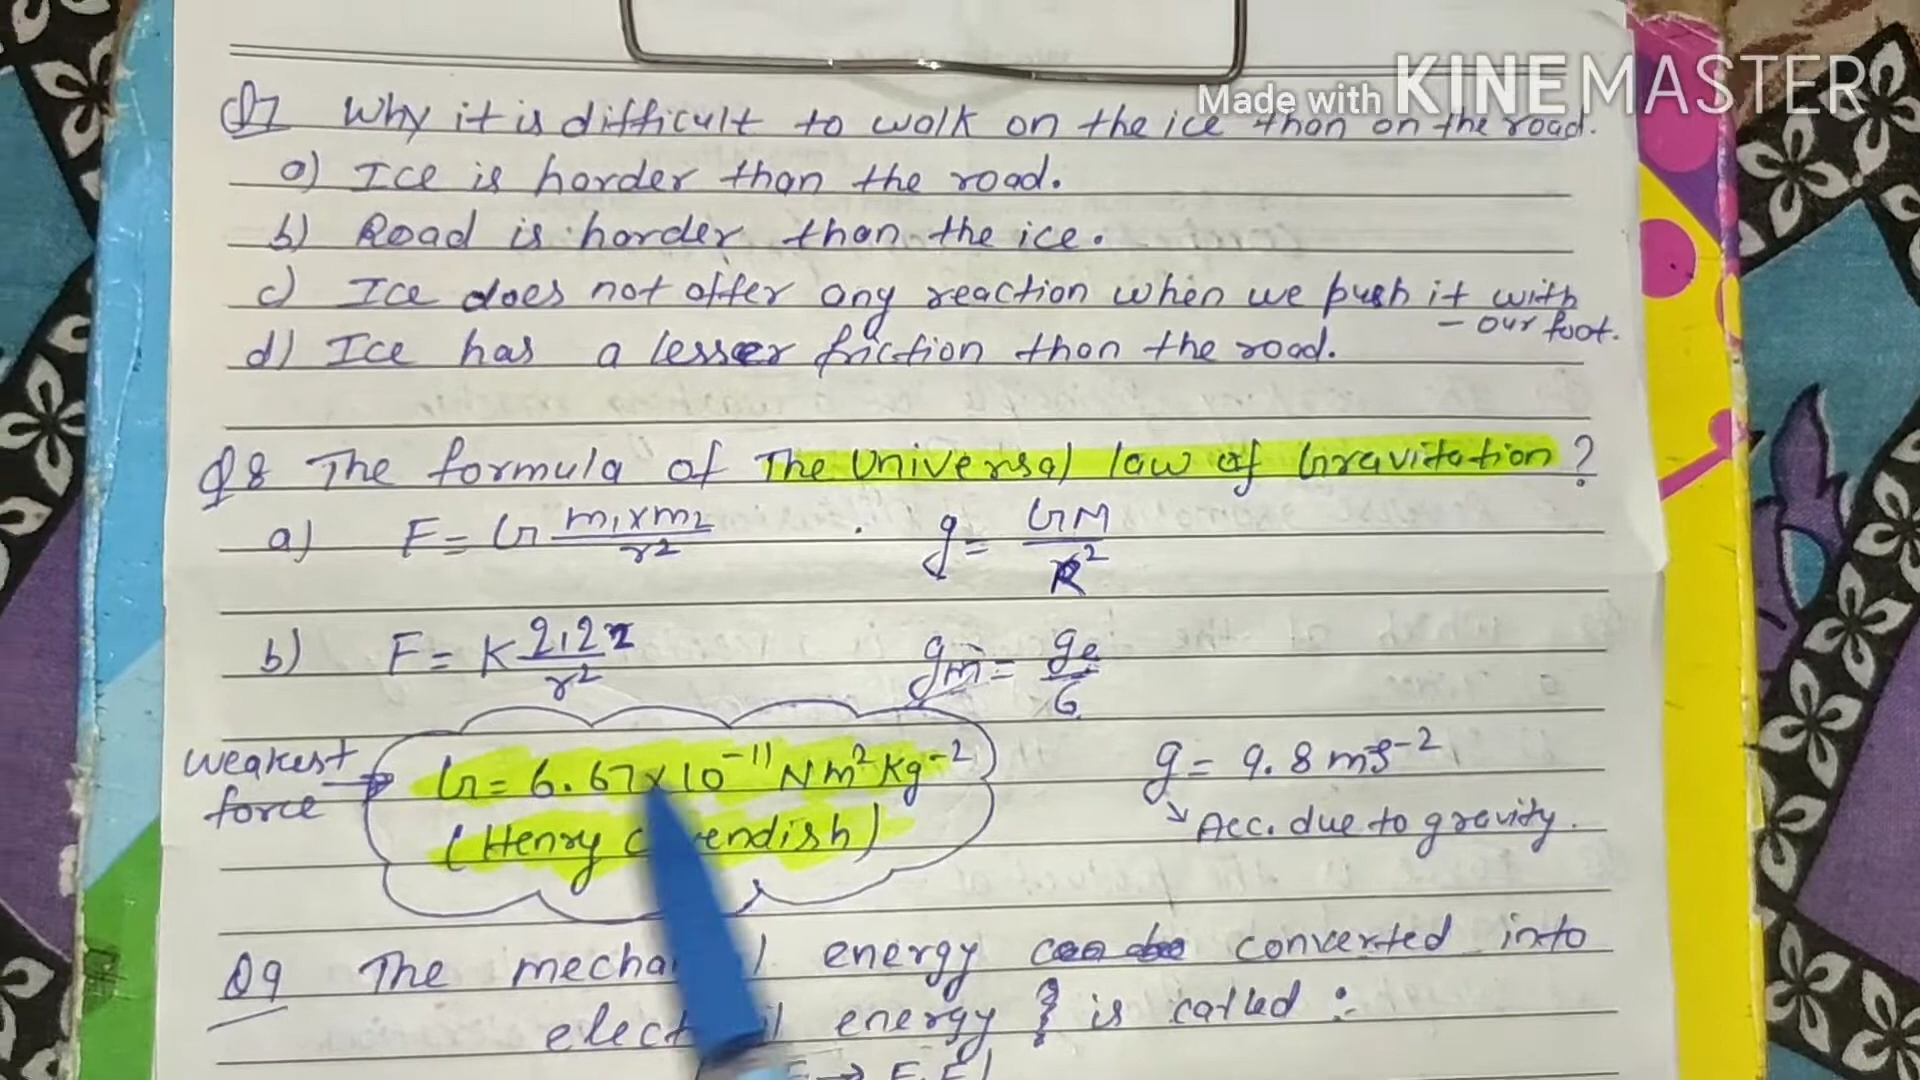 Made with KINEMASTER
Q7 Why it is difficult to walk on the ice than on the road.
a) Ice is harder than the road.
b) Road is harder than the ice.
c) Ice does not offer any reaction when we push it with
- our foot.
d) Ice has a lesser friction than the road.
Q8 The formula of The Universal law of Gravitation ?
a) F = G m1×m2 / r² . g = GM / R²
b) F = K 2,22 / r² gm = ge / 6
weakest force → G = 6.67×10⁻¹¹ Nm² Kg⁻²
(Henry endish)
g = 9.8 ms⁻²
↘ Acc. due to gravity.
Q9 The energy converted into
energy } is called :-